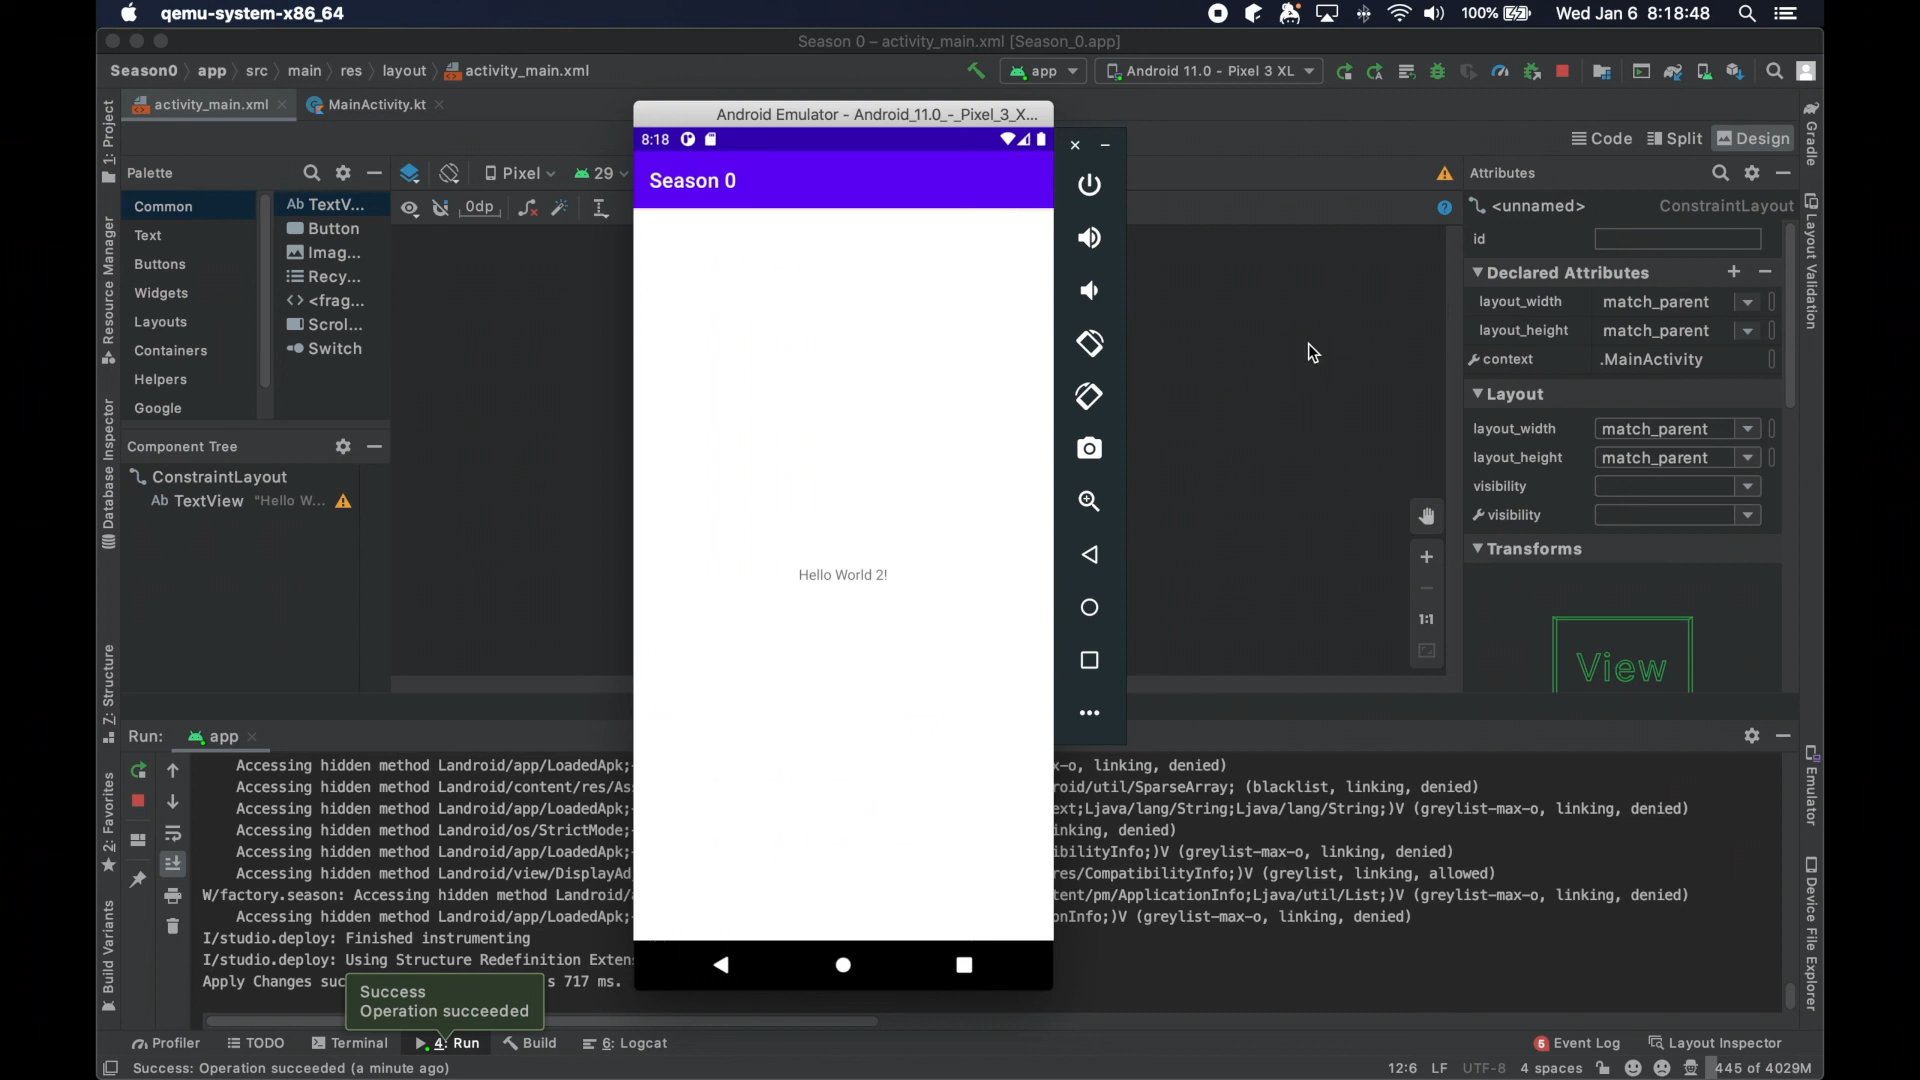 qemu-system-x86_64
100%
Wed Jan 6 8:18:48
Season 0 – activity_main.xml [Season_0.app]
Season0 app src main res layout activity_main.xml
app
Android 11.0 - Pixel 3 XL
activity_main.xml
MainActivity.kt
Code
Split
Design
1: Project
Resource Manager
Database Inspector
Z: Structure
2: Favorites
Build Variants
Palette
Common
Text
Buttons
Widgets
Layouts
Containers
Helpers
Google
Ab TextV...
Button
Imag...
Recy...
<frag...
Scrol...
Switch
Pixel
29
0dp
Component Tree
ConstraintLayout
Ab TextView "Hello W...
Android Emulator - Android_11.0_-_Pixel_3_X...
8:18
Season 0
Hello World 2!
1:1
Attributes
<unnamed> ConstraintLayout
id
Declared Attributes
layout_width match_parent
layout_height match_parent
context .MainActivity
Layout
layout_width match_parent
layout_height match_parent
visibility
visibility
Transforms
View
Gradle
Layout Validation
Emulator
Device File Explorer
Run: app
Accessing hidden method Landroid/app/LoadedApk;- x-o, linking, denied)
Accessing hidden method Landroid/content/res/As roid/util/SparseArray; (blacklist, linking, denied)
Accessing hidden method Landroid/app/LoadedApk;- ext;Ljava/lang/String;Ljava/lang/String;)V (greylist-max-o, linking, denied)
Accessing hidden method Landroid/os/StrictMode;- inking, denied)
Accessing hidden method Landroid/app/LoadedApk;- ibilityInfo;)V (greylist-max-o, linking, denied)
Accessing hidden method Landroid/view/DisplayAd res/CompatibilityInfo;)V (greylist, linking, allowed)
W/factory.season: Accessing hidden method Landroid/ tent/pm/ApplicationInfo;Ljava/util/List;)V (greylist-max-o, linking, denied)
Accessing hidden method Landroid/app/LoadedApk;- onInfo;)V (greylist-max-o, linking, denied)
I/studio.deploy: Finished instrumenting
I/studio.deploy: Using Structure Redefinition Exten
Apply Changes suc s 717 ms.
Success
Operation succeeded
Profiler
TODO
Terminal
4: Run
Build
6: Logcat
5 Event Log
Layout Inspector
Success: Operation succeeded (a minute ago)
12:6 LF UTF-8 4 spaces
445 of 4029M